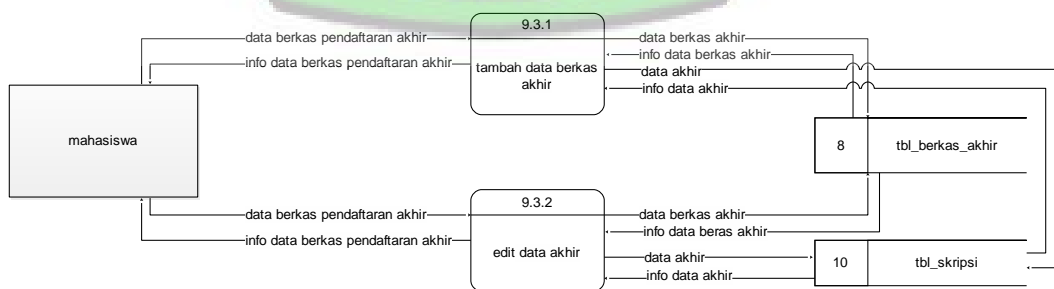 9.3.1
data berkas pendaftaran akhir
data berkas akhir
info data berkas akhir
info data berkas pendaftaran akhir
tambah data berkas
akhir
data akhir
info data akhir
mahasiswa
8
tbl_berkas_akhir
9.3.2
data berkas pendaftaran akhir
data berkas akhir
info data beras akhir
info data berkas pendaftaran akhir
edit data akhir
data akhir
info data akhir
10
tbl_skripsi